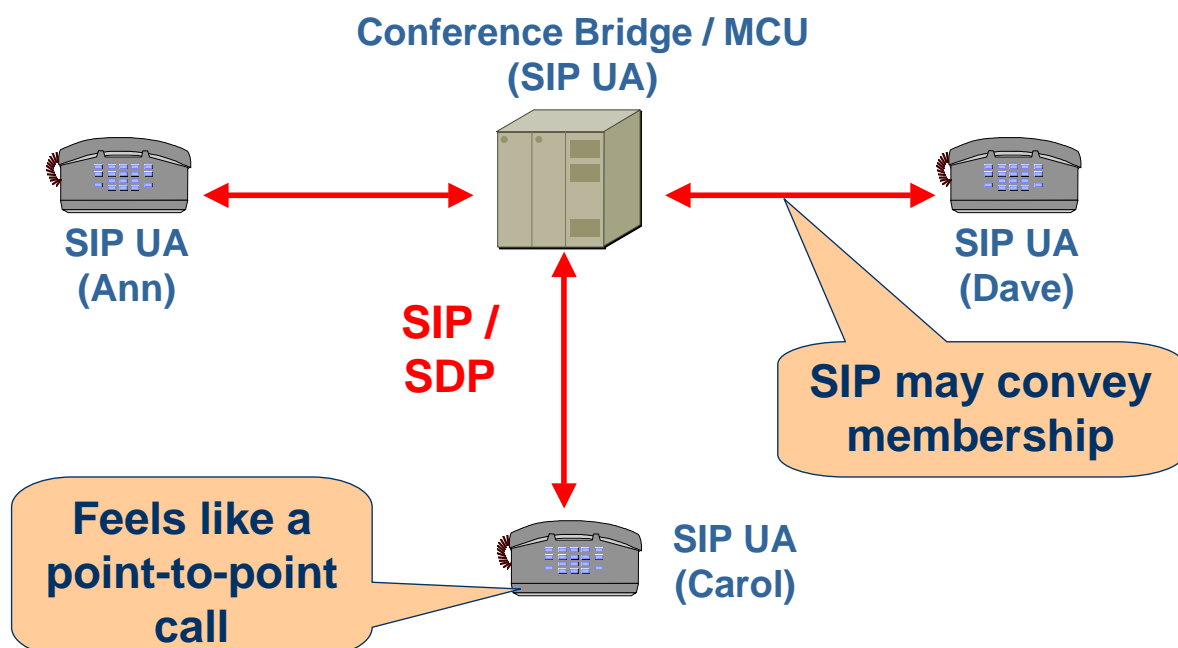 Conference Bridge / MCU
(SIP UA)
SIP UA
(Ann)
SIP UA
(Dave)
SIP /
SDP
SIP may convey
membership
Feels like a
point-to-point
call
SIP UA
(Carol)